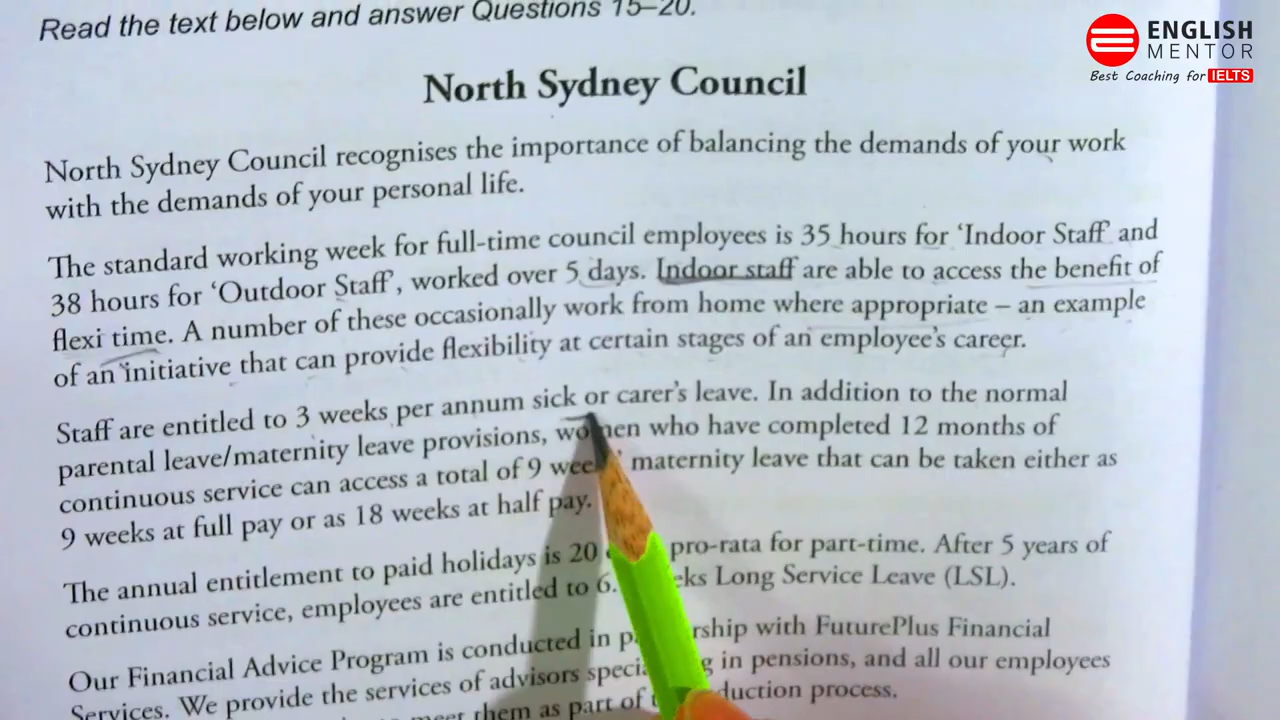 Read the text below and answer Questions 15–20.
ENGLISH
MENTOR
Best Coaching for IELTS
North Sydney Council
North Sydney Council recognises the importance of balancing the demands of your work
with the demands of your personal life.
The standard working week for full-time council employees is 35 hours for ‘Indoor Staff’ and
38 hours for ‘Outdoor Staff’, worked over 5 days. Indoor staff are able to access the benefit of
flexi time. A number of these occasionally work from home where appropriate – an example
of an initiative that can provide flexibility at certain stages of an employee’s career.
Staff are entitled to 3 weeks per annum sick or carer’s leave. In addition to the normal
parental leave/maternity leave provisions, women who have completed 12 months of
continuous service can access a total of 9 weeks’ maternity leave that can be taken either as
9 weeks at full pay or as 18 weeks at half pay.
The annual entitlement to paid holidays is 20 pro-rata for part-time. After 5 years of
continuous service, employees are entitled to 6. Long Service Leave (LSL).
Our Financial Advice Program is conducted in with FuturePlus Financial
Services. We provide the services of advisors in pensions, and all our employees
meet them as part of process.